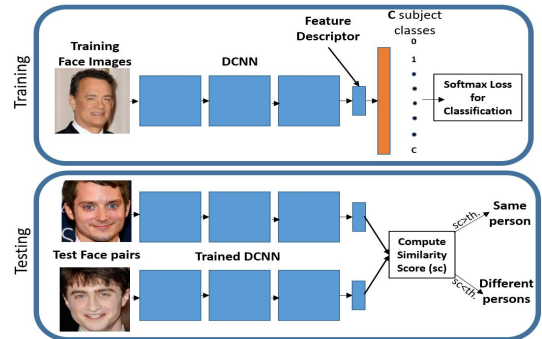 Training
Training
Face Images
DCNN
Feature
Descriptor
C subject
classes
0
1
C
Softmax Loss
for
Classification
Testing
Test Face pairs
Trained DCNN
Compute
Similarity
Score (sc)
sc>th.
Same
person
sc<th.
Different
persons